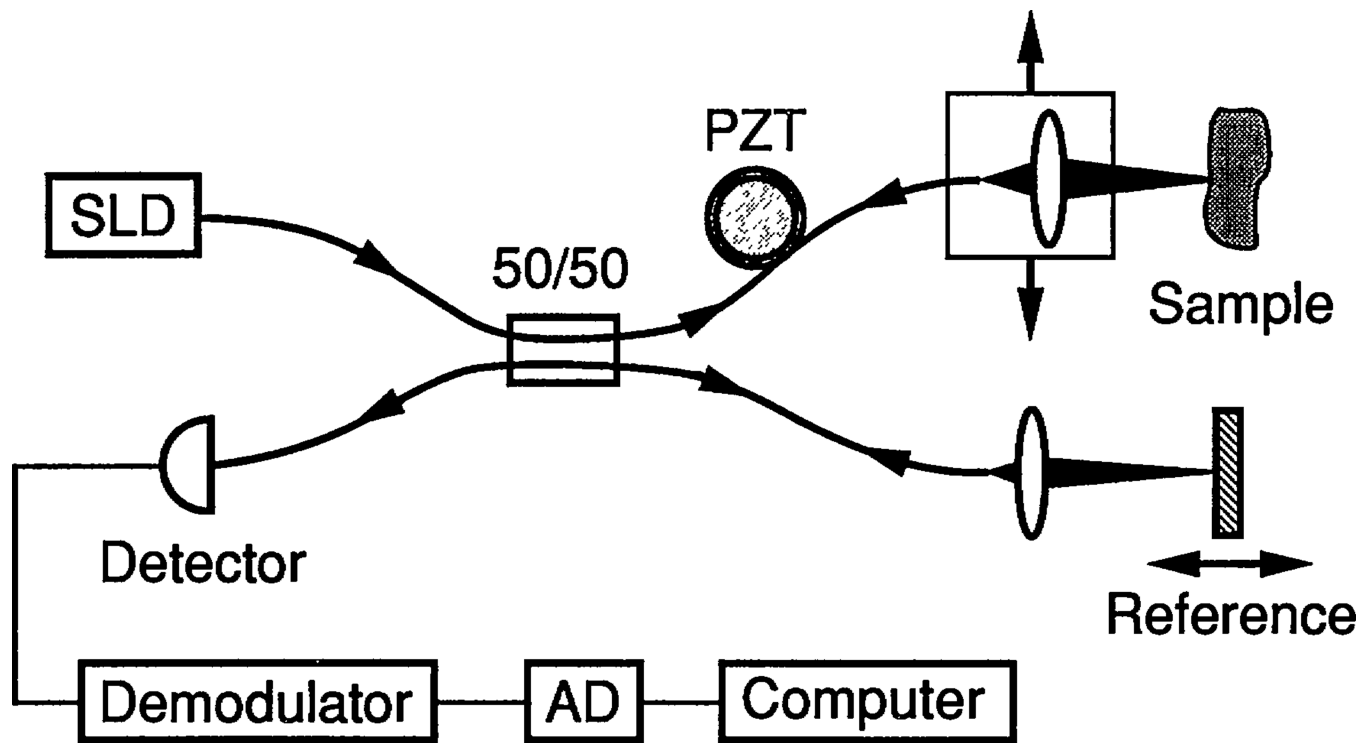 PZT
SLD
50/50
Sample
Detector
Reference
Demodulator
AD
Computer